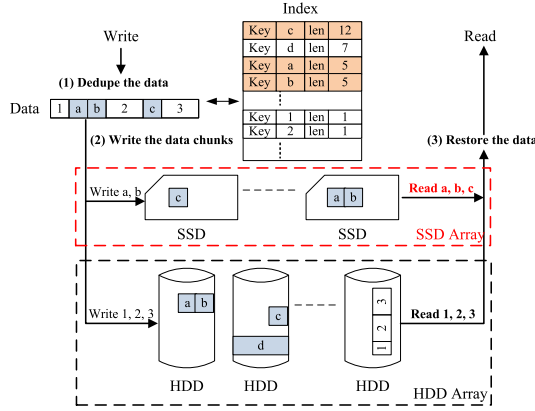 Index
Write
Read
Key c len 12
Key d len 7
Key a len 5
Key b len 5
(1) Dedupe the data
Data 1 a b 2 c 3
Key 1 len 1
Key 2 len 1
(2) Write the data chunks
(3) Restore the data
Write a, b
c
a b
Read a, b, c
SSD
SSD
SSD Array
Write 1, 2, 3
a b
c
d
1 2 3
Read 1, 2, 3
HDD
HDD
HDD
HDD Array